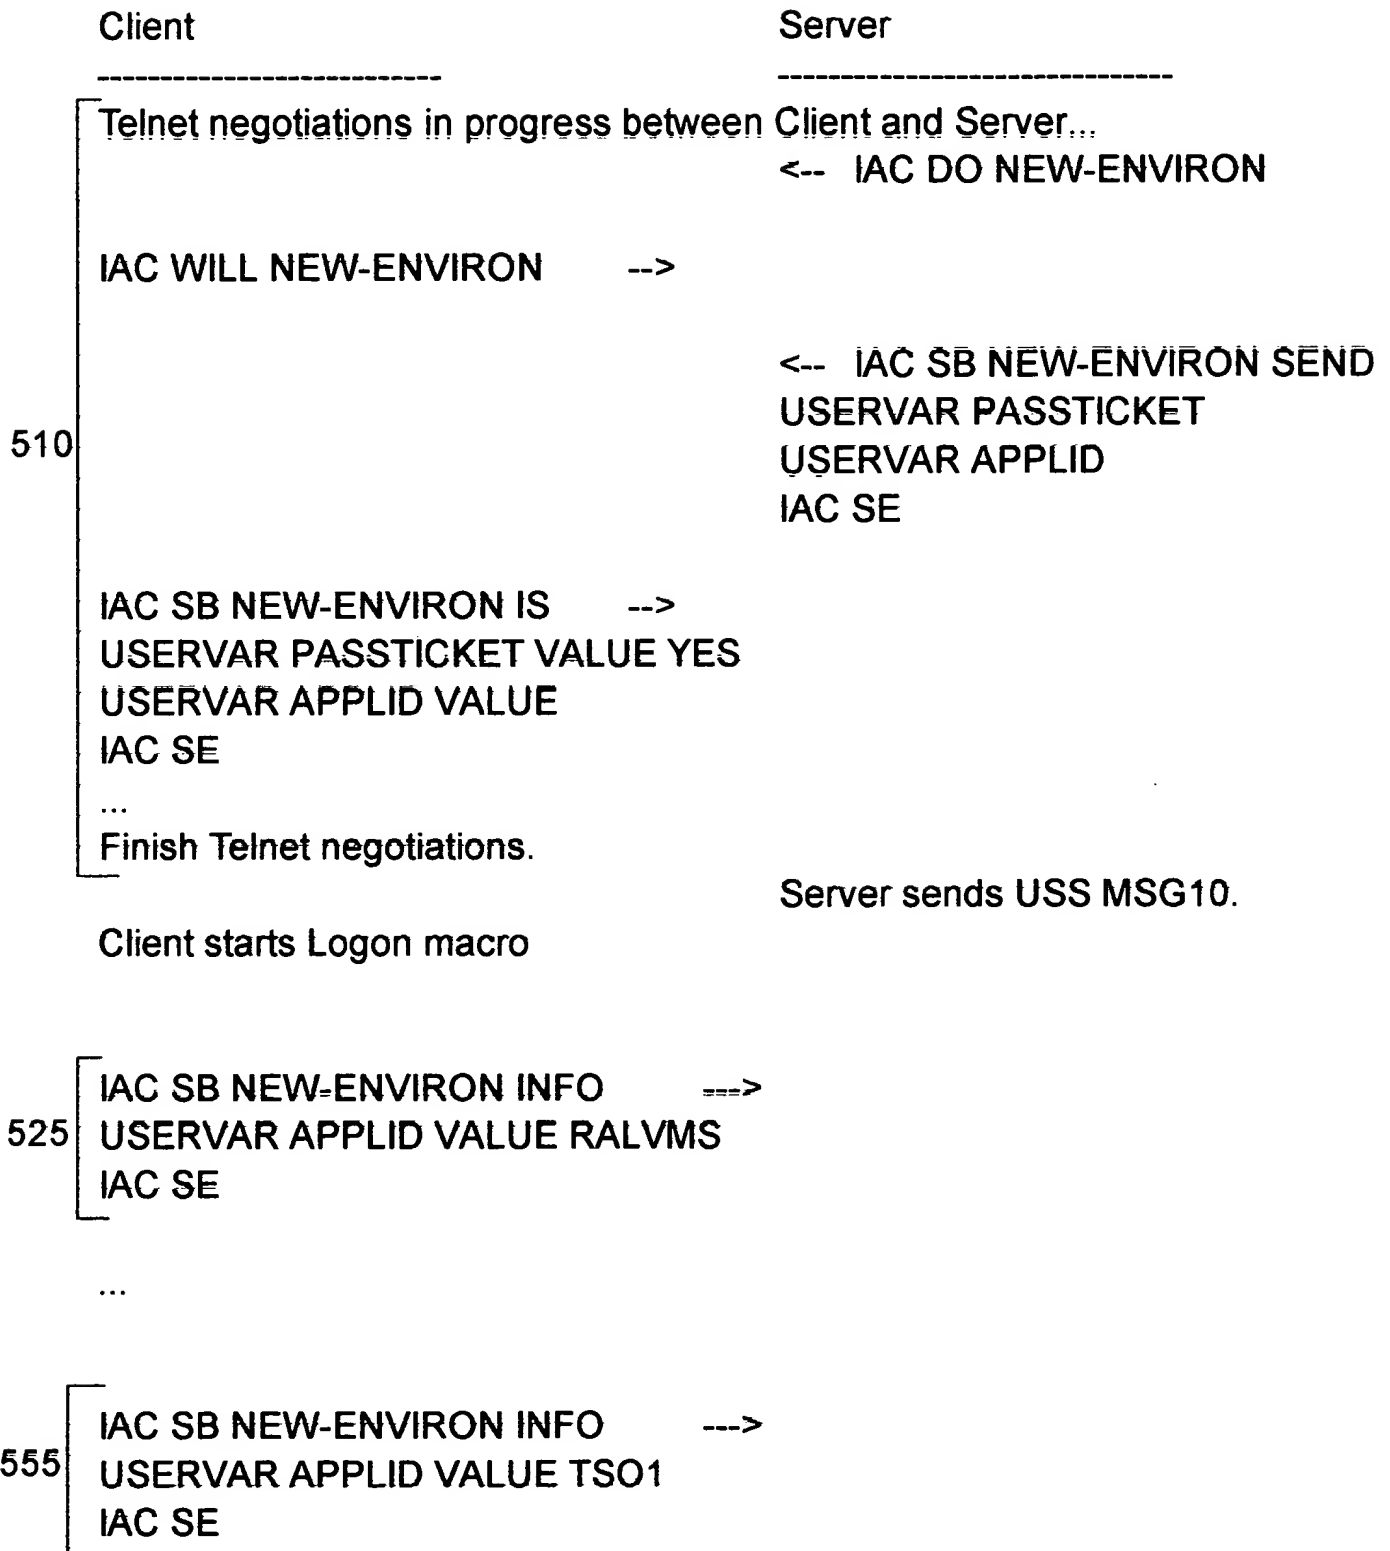 Client Server
--------------------------- -------------------------------
Telnet negotiations in progress between Client and Server...
<-- IAC DO NEW-ENVIRON
IAC WILL NEW-ENVIRON -->
<-- IAC SB NEW-ENVIRON SEND
USERVAR PASSTICKET
510 USERVAR APPLID
IAC SE
IAC SB NEW-ENVIRON IS -->
USERVAR PASSTICKET VALUE YES
USERVAR APPLID VALUE
IAC SE
...
Finish Telnet negotiations.
Server sends USS MSG10.
Client starts Logon macro
IAC SB NEW-ENVIRON INFO --->
525 USERVAR APPLID VALUE RALVMS
IAC SE
...
IAC SB NEW-ENVIRON INFO --->
555 USERVAR APPLID VALUE TSO1
IAC SE